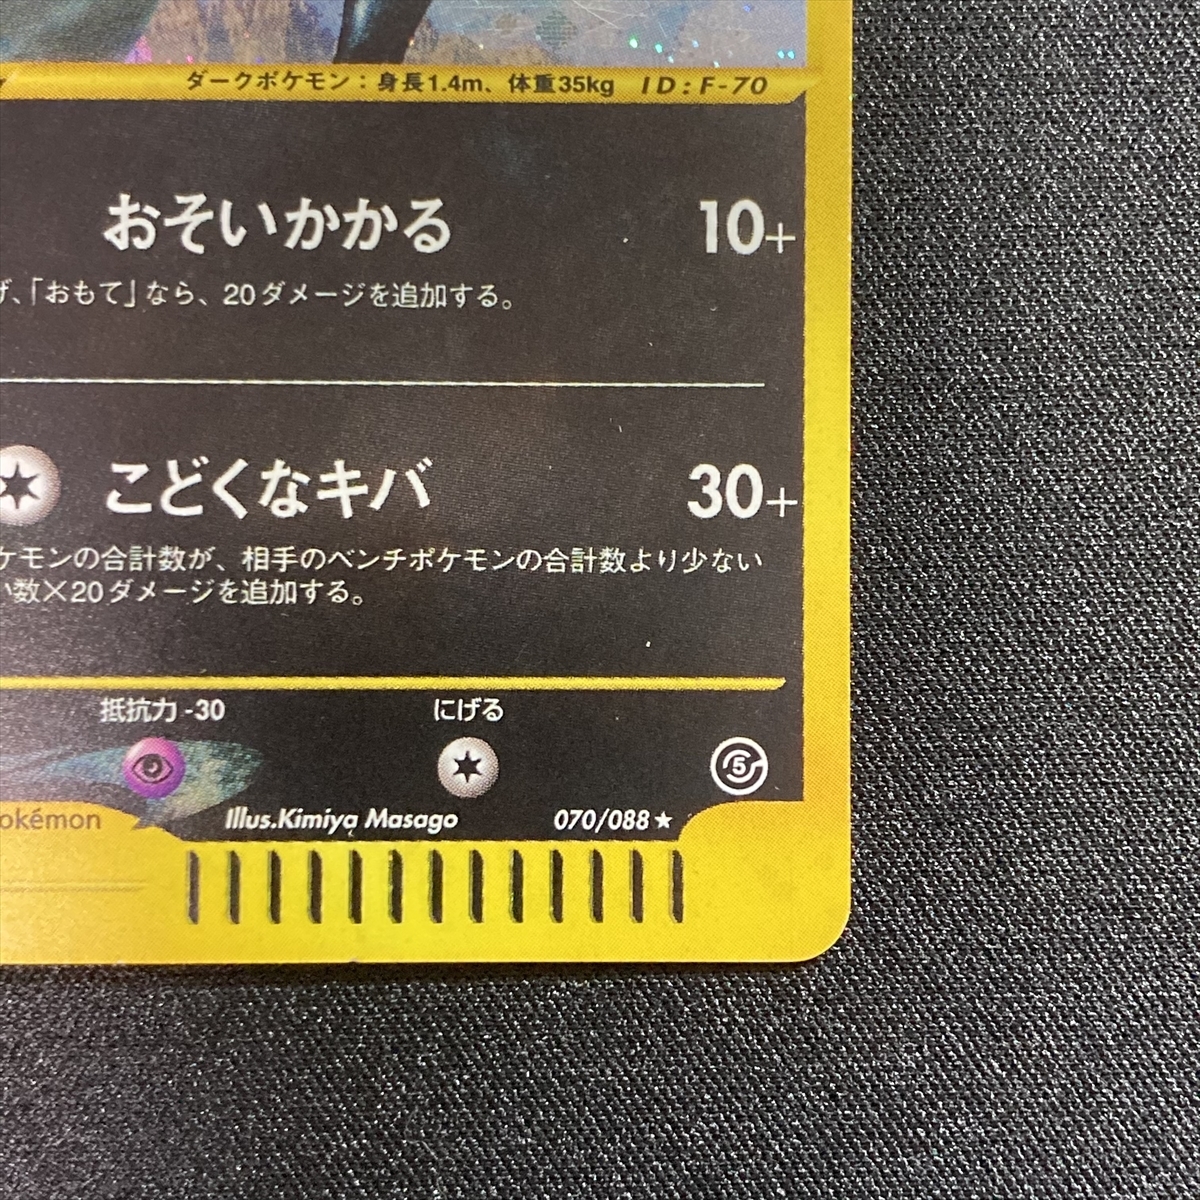 ダークポケモン：身長1.4m、体重35kg ID:F-70
おそいかかる 10+
、「おもて」なら、20ダメージを追加する。
こどくなキバ 30+
ケモンの合計数が、相手のベンチポケモンの合計数より少ない
い数×20ダメージを追加する。
抵抗力-30 にげる
5
okémon Illus.Kimiya Masago 070/088★